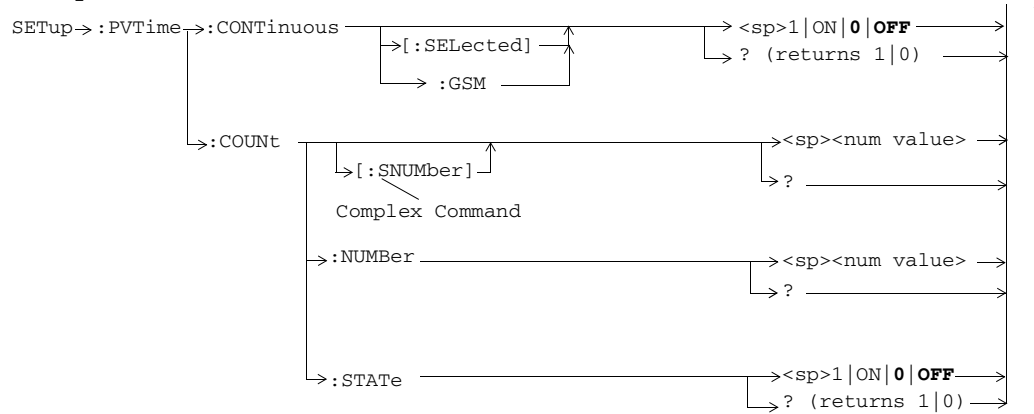 SETup :PVTime :CONTinuous <sp>1|ON|0|OFF
[:SELected] ? (returns 1|0)
:GSM
:COUNt <sp><num value>
[:SNUMber] ?
Complex Command
:NUMBer <sp><num value>
?
:STATe <sp>1|ON|0|OFF
? (returns 1|0)